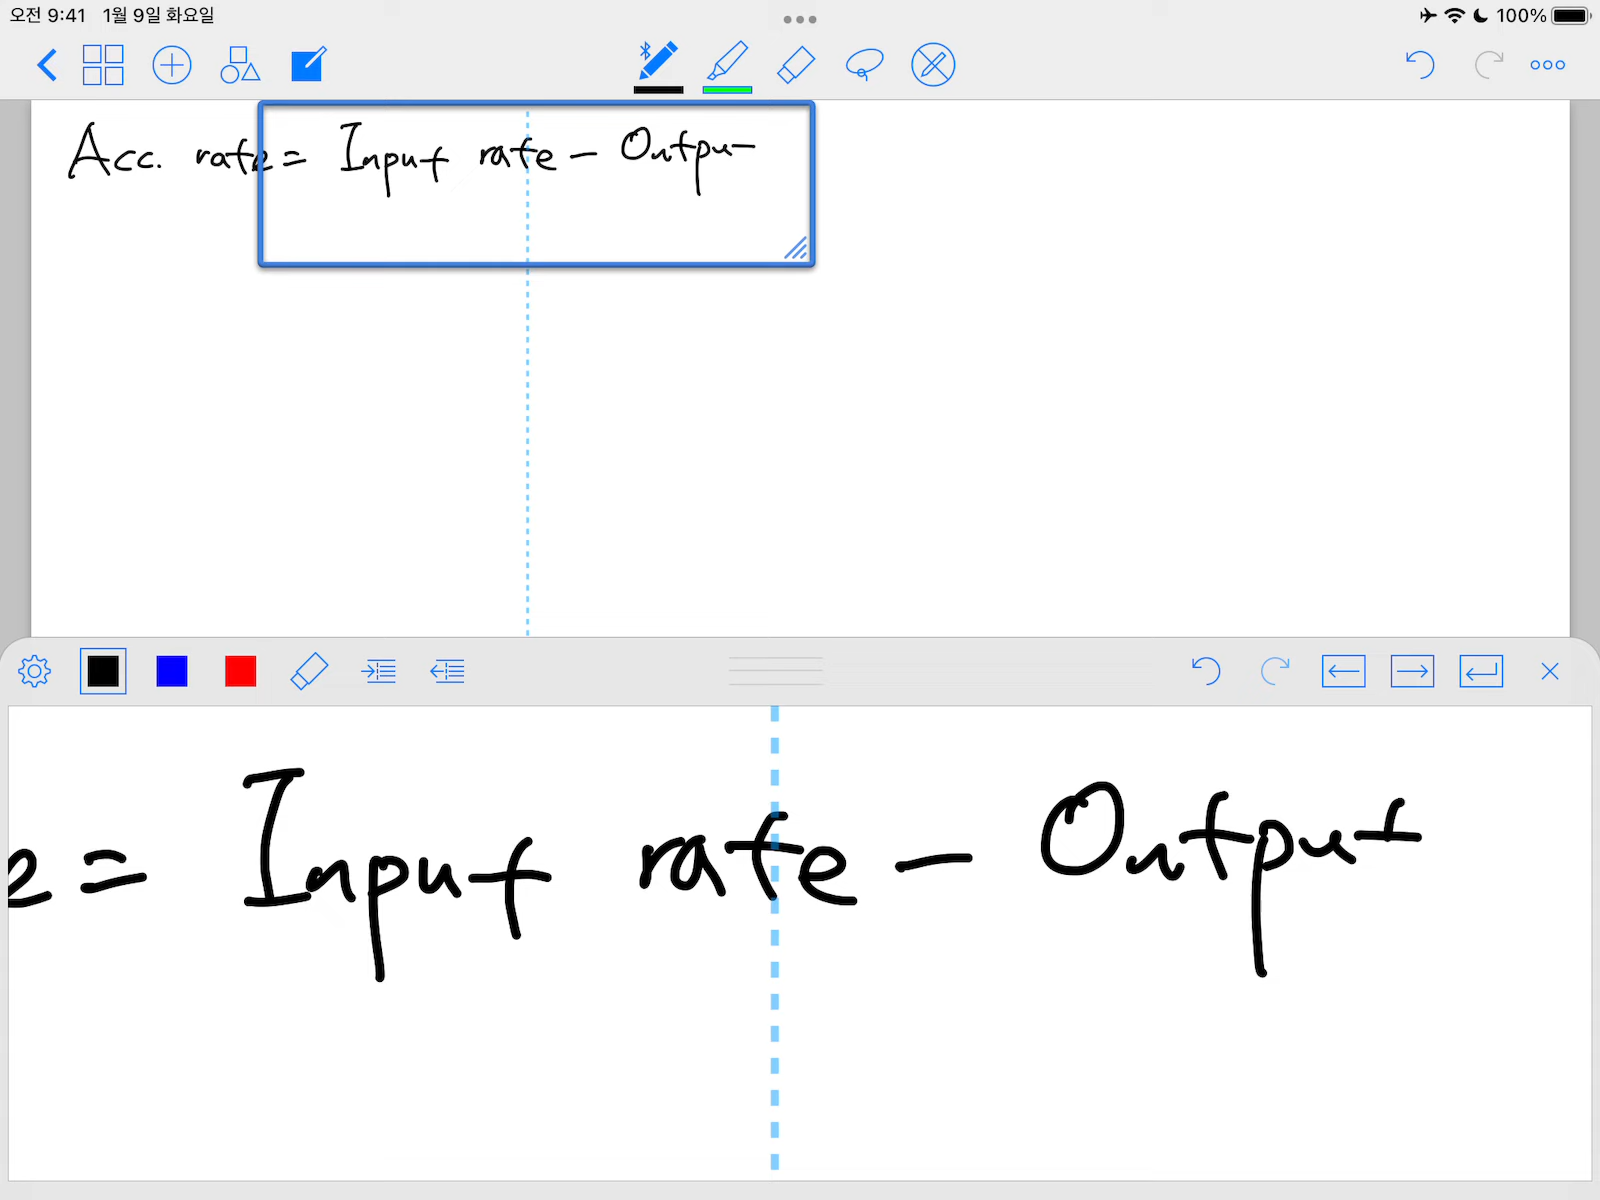 오전 9:41 1월 9일 화요일 100%
Acc. rate = Input rate - Output
e = Input rate - Output